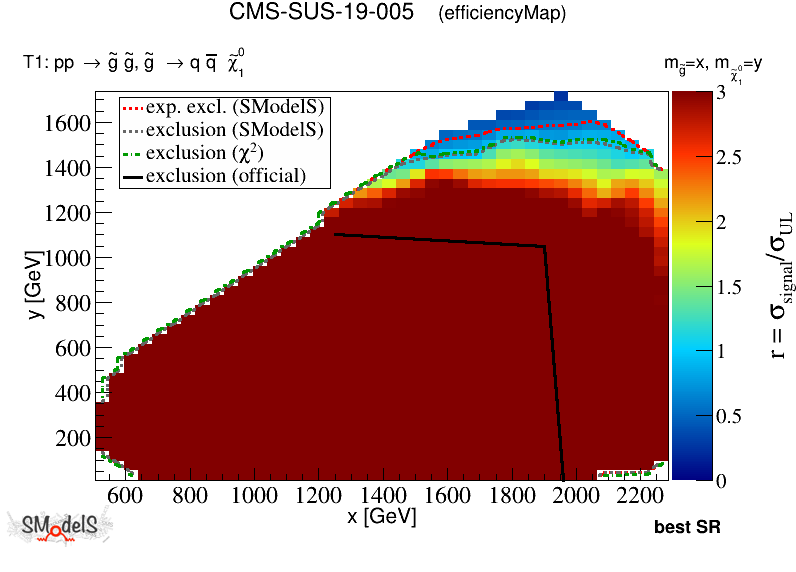 CMS-SUS-19-005 (efficiencyMap)
T1: pp → g̃ g̃, g̃ → q q̅ χ̃⁰₁
m_g̃=x, m_χ̃⁰₁=y
exp. excl. (SModelS)
exclusion (SModelS)
exclusion (χ²)
exclusion (official)
1600
1400
1200
1000
800
600
400
200
y [GeV]
600 800 1000 1200 1400 1600 1800 2000 2200
x [GeV]
3
2.5
2
1.5
1
0.5
0
r = σ_signal/σ_UL
SModelS
best SR